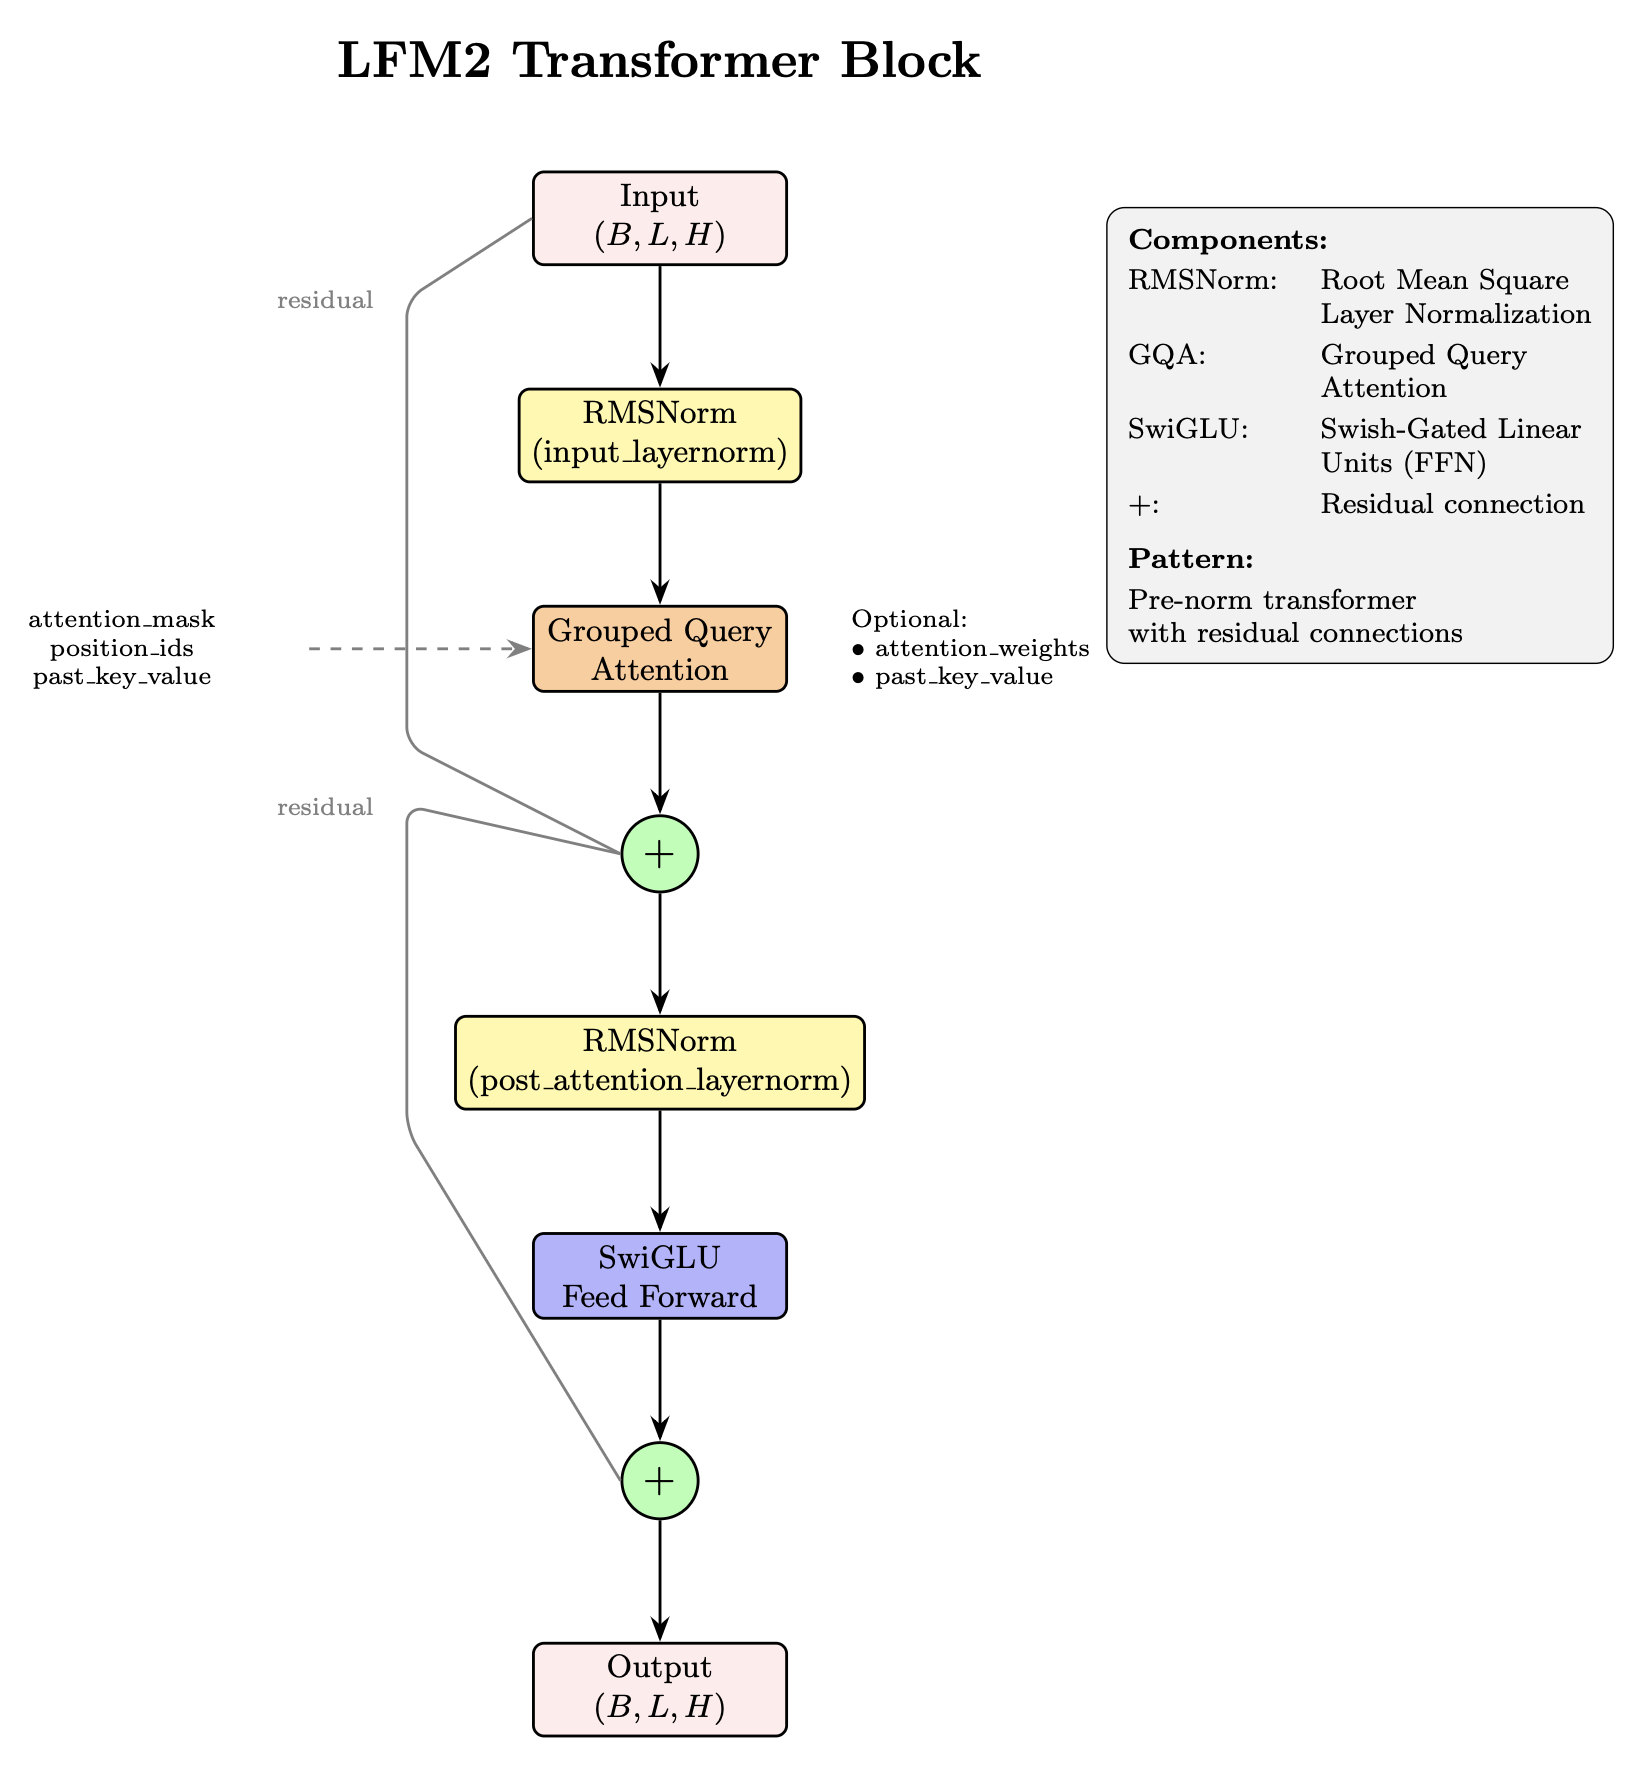 LFM2 Transformer Block
Input
(B, L, H)
residual
RMSNorm
(input_layernorm)
attention_mask
position_ids
past_key_value
Grouped Query
Attention
Optional:
• attention_weights
• past_key_value
residual
+
RMSNorm
(post_attention_layernorm)
SwiGLU
Feed Forward
+
Output
(B, L, H)
Components:
RMSNorm: Root Mean Square
Layer Normalization
GQA: Grouped Query
Attention
SwiGLU: Swish-Gated Linear
Units (FFN)
+: Residual connection
Pattern:
Pre-norm transformer
with residual connections